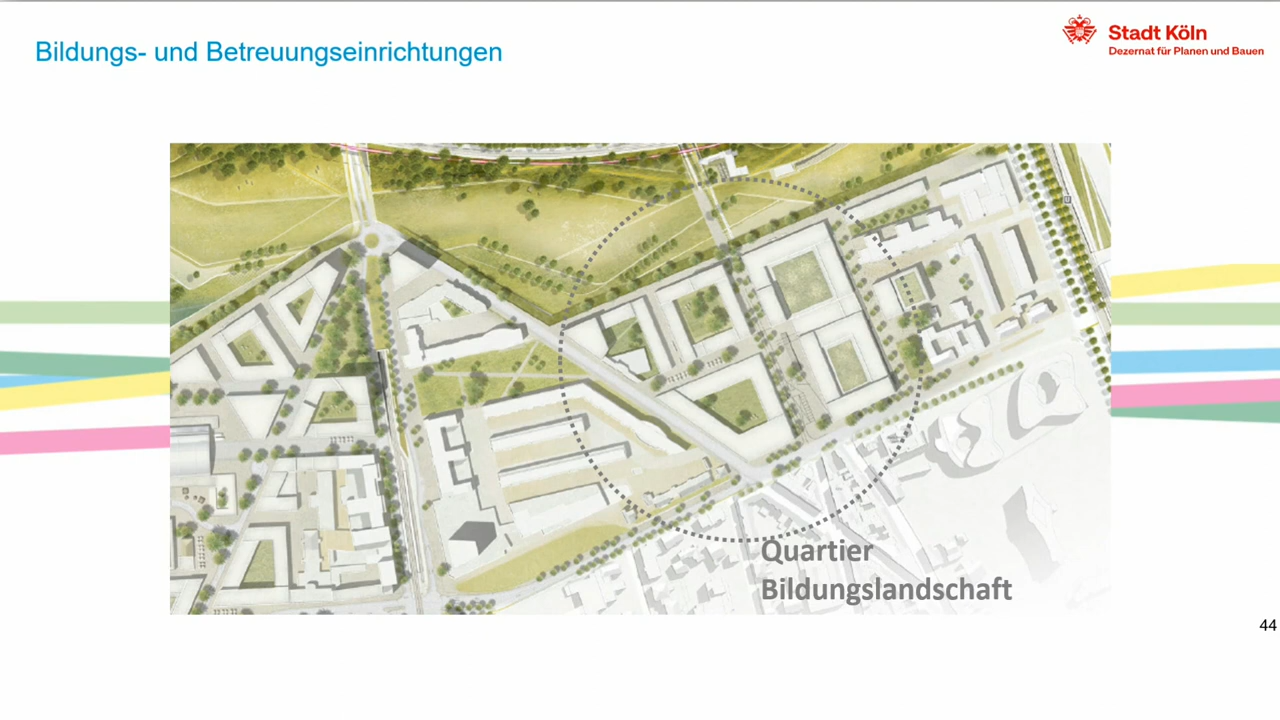 Bildungs- und Betreuungseinrichtungen
Stadt Köln
Dezernat für Planen und Bauen
Quartier
Bildungslandschaft
44